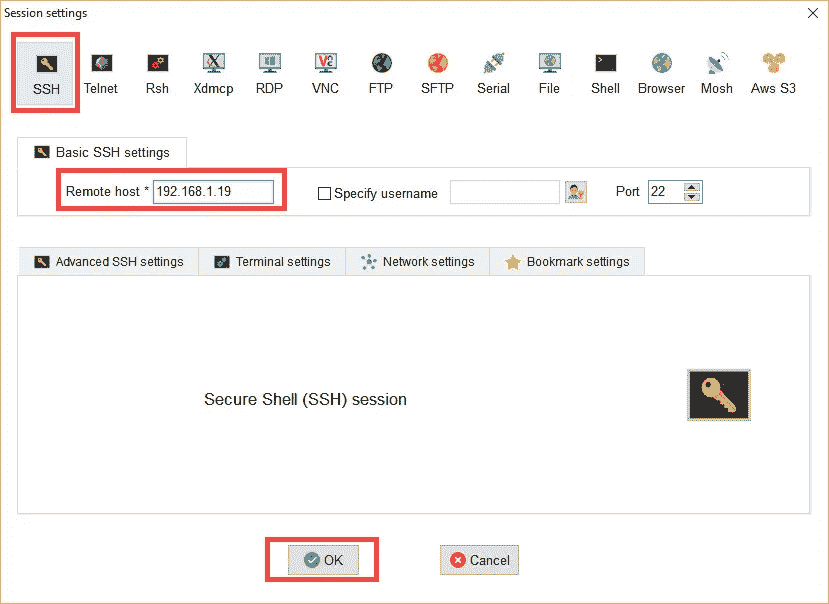 Session settings
SSH Telnet Rsh Xdmcp RDP VNC FTP SFTP Serial File Shell Browser Mosh Aws S3
Basic SSH settings
Remote host * 192.168.1.19 Specify username Port 22
Advanced SSH settings Terminal settings Network settings Bookmark settings
Secure Shell (SSH) session
OK Cancel